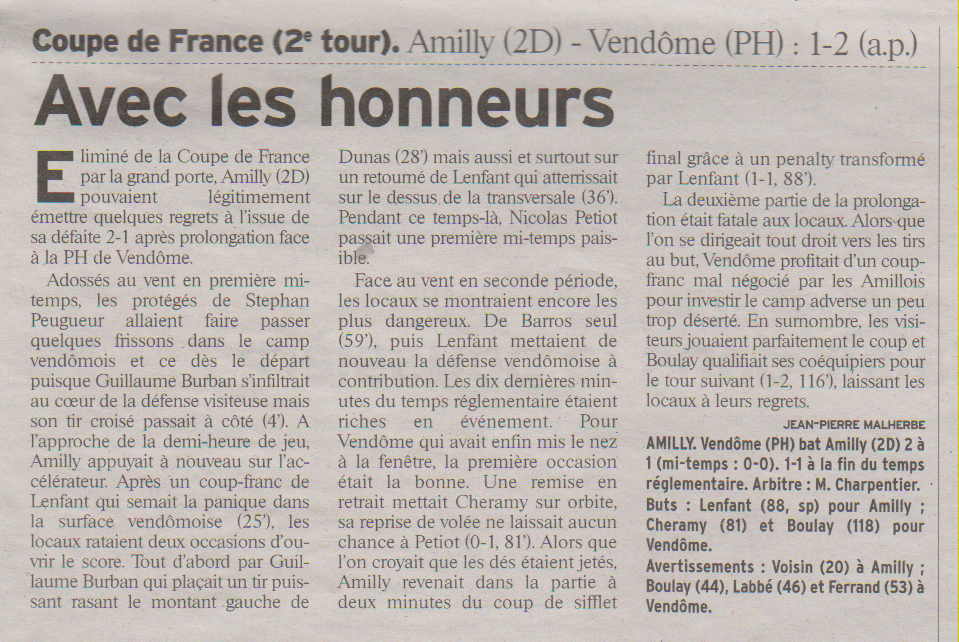 Coupe de France (2e tour). Amilly (2D) - Vendôme (PH) : 1-2 (a.p.)
Avec les honneurs
Eliminé de la Coupe de France
par la grand porte, Amilly (2D)
pouvaient légitimement
émettre quelques regrets à l'issue de
sa défaite 2-1 après prolongation face
à la PH de Vendôme.
Adossés au vent en première mi-
temps, les protégés de Stephan
Peugueur allaient faire passer
quelques frissons dans le camp
vendômois et ce dès le départ
puisque Guillaume Burban s'infiltrait
au cœur de la défense visiteuse mais
son tir croisé passait à côté (4'). A
l'approche de la demi-heure de jeu,
Amilly appuyait à nouveau sur l'ac-
célérateur. Après un coup-franc de
Lenfant qui semait la panique dans
la surface vendômoise (25'), les
locaux rataient deux occasions d'ou-
vrir le score. Tout d'abord par Guil-
laume Burban qui plaçait un tir puis-
sant rasant le montant gauche de
Dunas (28') mais aussi et surtout sur
un retourné de Lenfant qui atterrissait
sur le dessus de la transversale (36').
Pendant ce temps-là, Nicolas Petiot
passait une première mi-temps pais-
ible.
Face au vent en seconde période,
les locaux se montraient encore les
plus dangereux. De Barros seul
(59'), puis Lenfant mettaient de
nouveau la défense vendômoise à
contribution. Les dix dernières min-
utes du temps réglementaire étaient
riches en événement. Pour
Vendôme qui avait enfin mis le nez
à la fenêtre, la première occasion
était la bonne. Une remise en
retrait mettait Cheramy sur orbite,
sa reprise de volée ne laissait aucun
chance à Petiot (0-1, 81'). Alors que
l'on croyait que les dés étaient jetés,
Amilly revenait dans la partie à
deux minutes du coup de sifflet
final grâce à un penalty transformé
par Lenfant (1-1, 88').
La deuxième partie de la prolonga-
tion était fatale aux locaux. Alors que
l'on se dirigeait tout droit vers les tirs
au but, Vendôme profitait d'un coup-
franc mal négocié par les Amillois
pour investir le camp adverse un peu
trop déserté. En surnombre, les visi-
teurs jouaient parfaitement le coup et
Boulay qualifiait ses coéquipiers pour
le tour suivant (1-2, 116'), laissant les
locaux à leurs regrets.
JEAN-PIERRE MALHERBE
AMILLY. Vendôme (PH) bat Amilly (2D) 2 à
1 (mi-temps : 0-0). 1-1 à la fin du temps
réglementaire. Arbitre : M. Charpentier.
Buts : Lenfant (88, sp) pour Amilly ;
Cheramy (81) et Boulay (118) pour
Vendôme.
Avertissements : Voisin (20) à Amilly ;
Boulay (44), Labbé (46) et Ferrand (53) à
Vendôme.